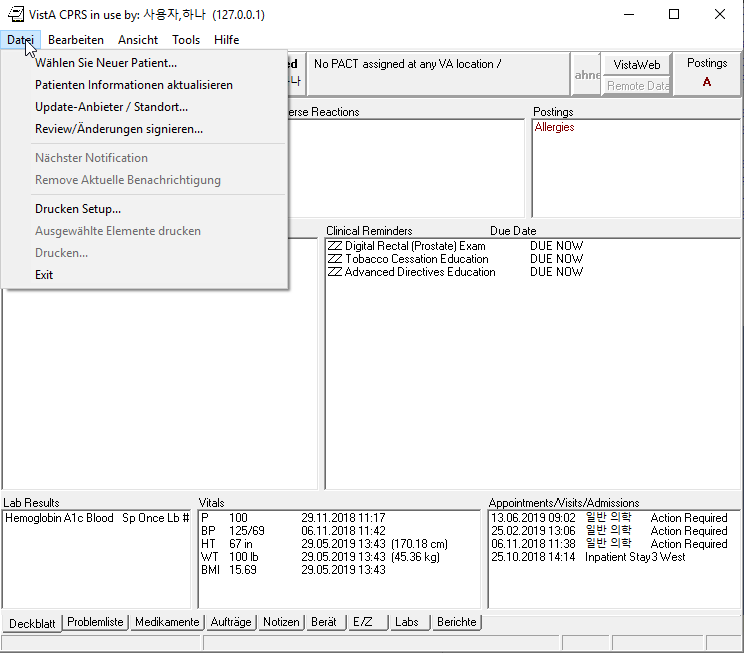 VistA CPRS in use by: 사용자,하나 (127.0.0.1)
Datei Bearbeiten Ansicht Tools Hilfe
Wählen Sie Neuer Patient...
Patienten Informationen aktualisieren
Update-Anbieter / Standort...
Review/Änderungen signieren...
Nächster Notification
Remove Aktuelle Benachrichtigung
Drucken Setup...
Ausgewählte Elemente drucken
Drucken...
Exit
ed
나
No PACT assigned at any VA location /
ahne
VistaWeb
Remote Data
Postings
A
erse Reactions
Postings
Allergies
Clinical Reminders Due Date
ZZ Digital Rectal (Prostate) Exam DUE NOW
ZZ Tobacco Cessation Education DUE NOW
ZZ Advanced Directives Education DUE NOW
Lab Results
Hemoglobin A1c Blood Sp Once Lb #
Vitals
P 100 29.11.2018 11:17
BP 125/69 06.11.2018 11:42
HT 67 in 29.05.2019 13:43 (170.18 cm)
WT 100 lb 29.05.2019 13:43 (45.36 kg)
BMI 15.69 29.05.2019 13:43
Appointments/Visits/Admissions
13.06.2019 09:02 일반 의학 Action Required
25.02.2019 13:06 일반 의학 Action Required
06.11.2018 11:38 일반 의학 Action Required
25.10.2018 14:14 Inpatient Stay 3 West
Deckblatt Problemliste Medikamente Aufträge Notizen Berät E/Z Labs Berichte